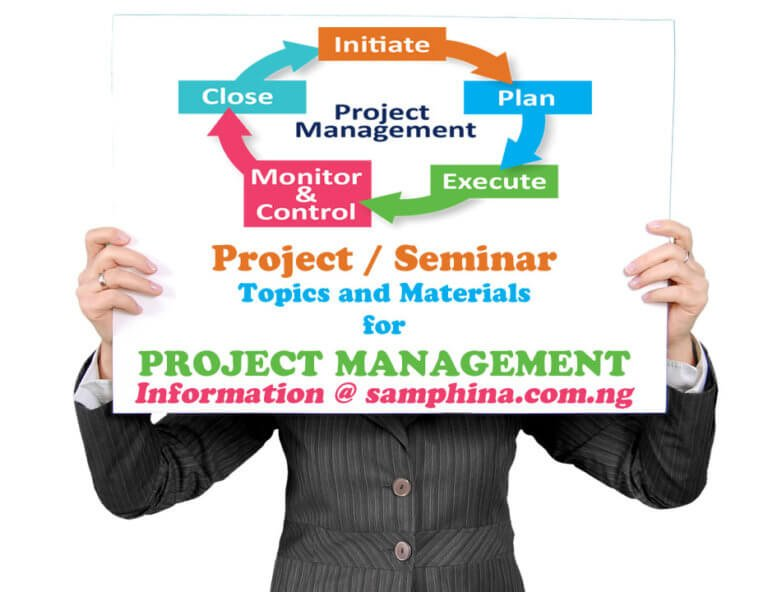 Initiate
Close
Plan
Project
Management
Monitor
&
Control
Execute
Project / Seminar
Topics and Materials
for
PROJECT MANAGEMENT
Information @ samphina.com.ng